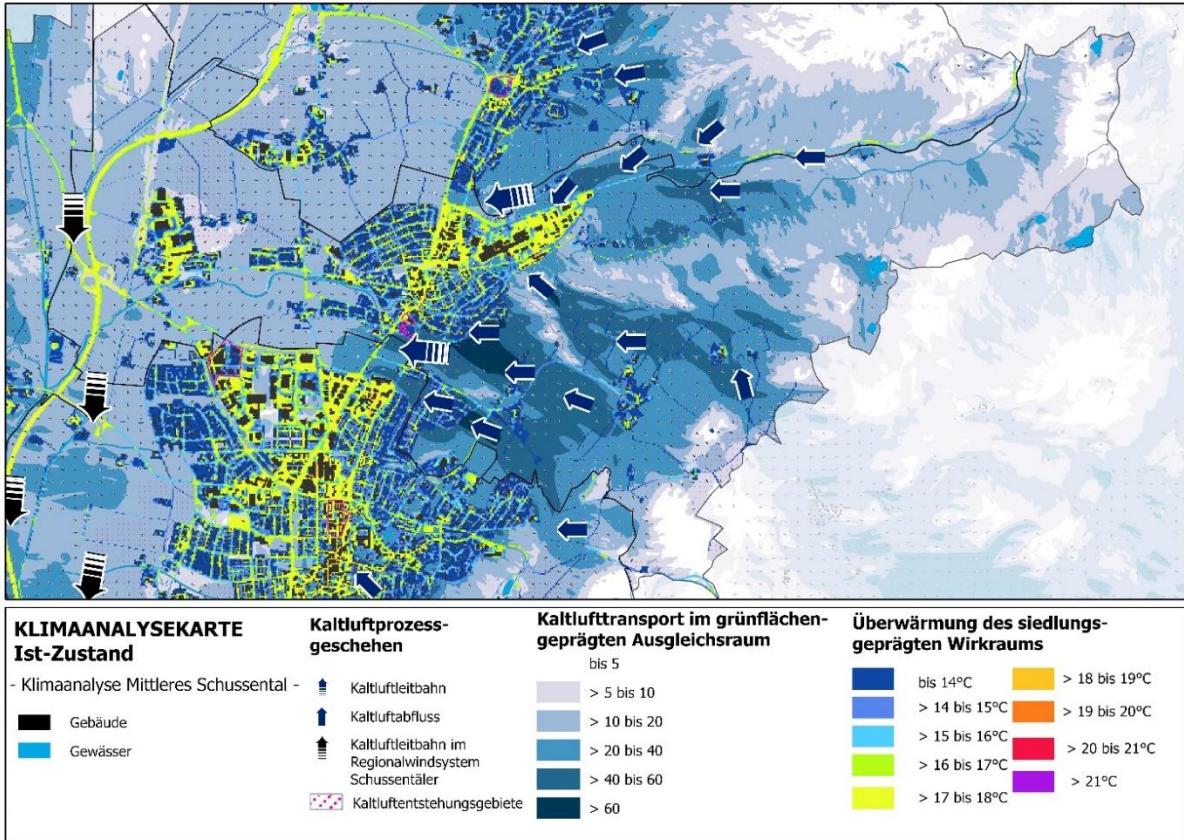 KLIMAANALYSEKARTE
Ist-Zustand
- Klimaanalyse Mittleres Schussental -
Gebäude
Gewässer
Kaltluftprozess-
geschehen
Kaltluftleitbahn
Kaltluftabfluss
Kaltluftleitbahn im
Regionalwindsystem
Schussentäler
Kaltluftentstehungsgebiete
Kaltlufttransport im grünflächen-
geprägten Ausgleichsraum
bis 5
> 5 bis 10
> 10 bis 20
> 20 bis 40
> 40 bis 60
> 60
Überwärmung des siedlungs-
geprägten Wirkraums
bis 14°C
> 14 bis 15°C
> 15 bis 16°C
> 16 bis 17°C
> 17 bis 18°C
> 18 bis 19°C
> 19 bis 20°C
> 20 bis 21°C
> 21°C